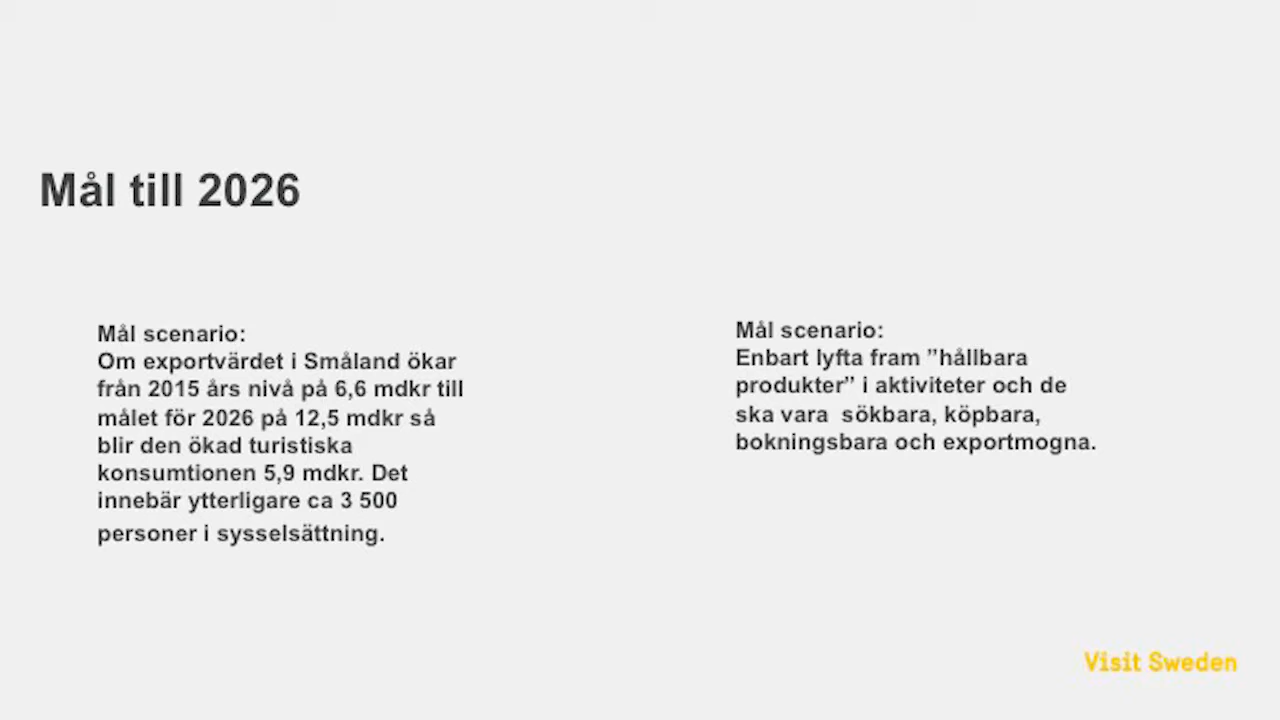 Mål till 2026
Mål scenario:
Om exportvärdet i Småland ökar
från 2015 års nivå på 6,6 mdkr till
målet för 2026 på 12,5 mdkr så
blir den ökad turistiska
konsumtionen 5,9 mdkr. Det
innebär ytterligare ca 3 500
personer i sysselsättning.
Mål scenario:
Enbart lyfta fram ”hållbara
produkter” i aktiviteter och de
ska vara  sökbara, köpbara,
bokningsbara och exportmogna.
Visit Sweden